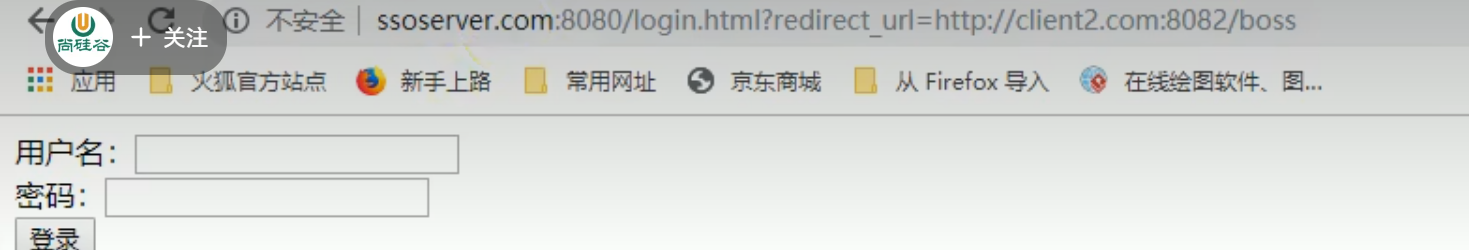 不安全 | ssoserver.com:8080/login.html?redirect_url=http://client2.com:8082/boss
尚硅谷 + 关注
应用 火狐官方站点 新手上路 常用网址 京东商城 从 Firefox 导入 在线绘图软件、图...
用户名：
密码：
登录